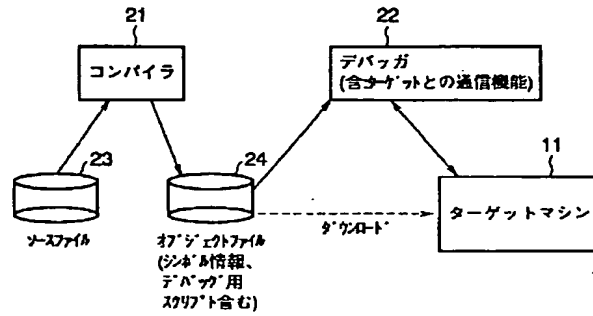 21
コンパイラ
22
デバッガ
(含ターゲットとの通信機能)
23
ソースファイル
24
オブジェクトファイル
(シンボル情報、
デバッグ用
スクリプト含む)
ダウンロード
11
ターゲットマシン